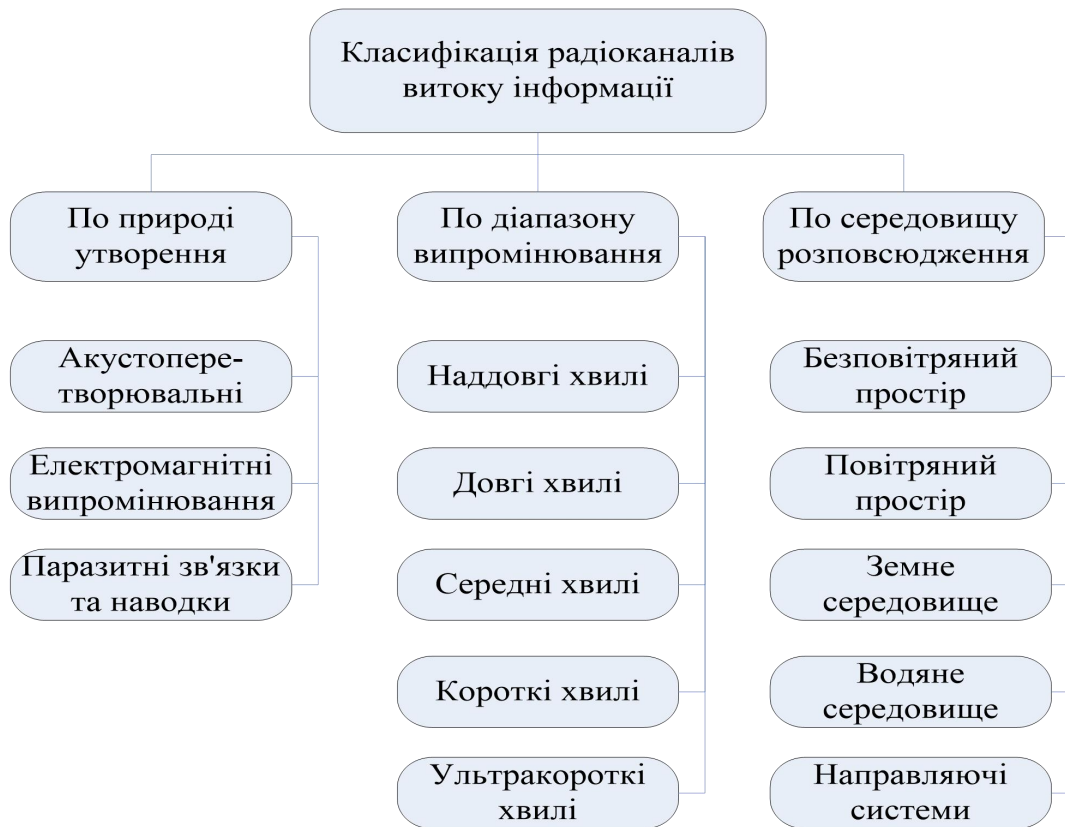 Класифікація радіоканалів
витоку інформації
По природі
утворення
Акустопере-
творювальні
Електромагнітні
випромінювання
Паразитні зв'язки
та наводки
По діапазону
випромінювання
Наддовгі хвилі
Довгі хвилі
Середні хвилі
Короткі хвилі
Ультракороткі
хвилі
По середовищу
розповсюдження
Безповітряний
простір
Повітряний
простір
Земне
середовище
Водяне
середовище
Направляючі
системи